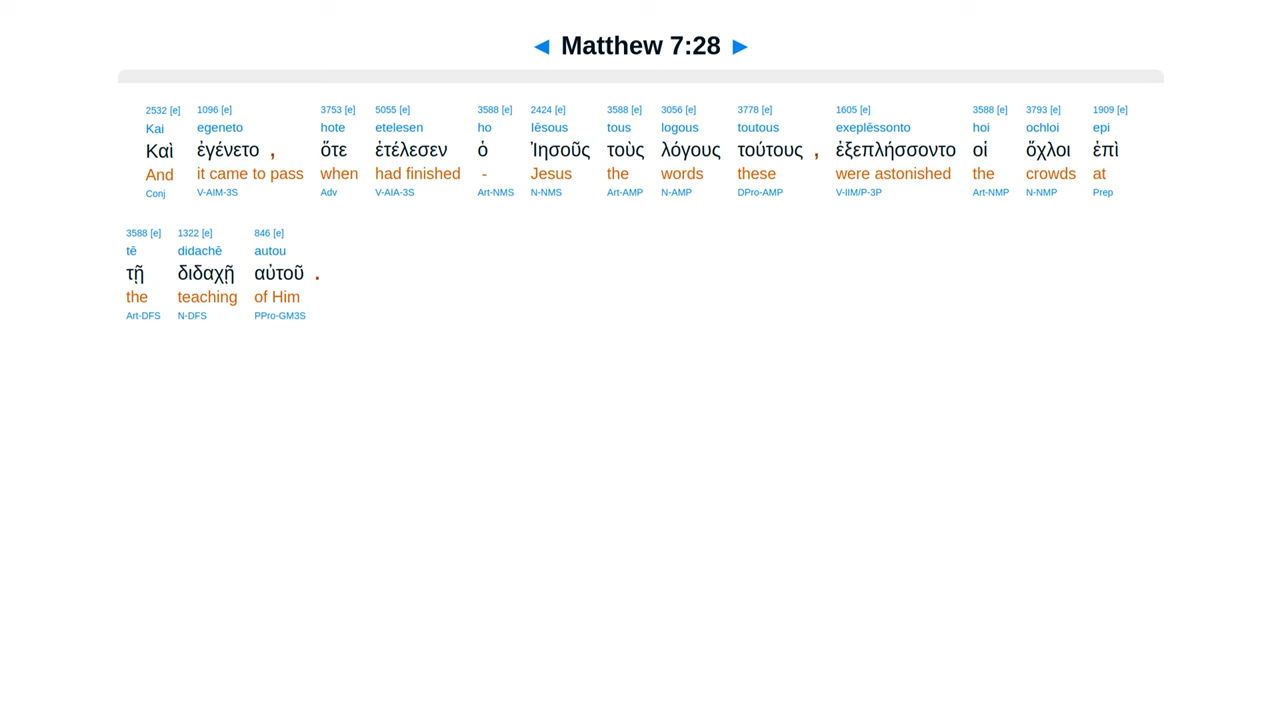 ◄ Matthew 7:28 ►
2532 [e] 1096 [e] 3753 [e] 5055 [e] 3588 [e] 2424 [e] 3588 [e] 3056 [e] 3778 [e] 1605 [e] 3588 [e] 3793 [e] 1909 [e]
Kai egeneto hote etelesen ho Iēsous tous logous toutous exeplēssonto hoi ochloi epi
Καὶ ἐγένετο , ὅτε ἐτέλεσεν ὁ Ἰησοῦς τοὺς λόγους τούτους , ἐξεπλήσσοντο οἱ ὄχλοι ἐπὶ
And it came to pass when had finished - Jesus the words these were astonished the crowds at
Conj V-AIM-3S Adv V-AIA-3S Art-NMS N-NMS Art-AMP N-AMP DPro-AMP V-IIM/P-3P Art-NMP N-NMP Prep
3588 [e] 1322 [e] 846 [e]
tē didachē autou
τῇ διδαχῇ αὐτοῦ .
the teaching of Him
Art-DFS N-DFS PPro-GM3S